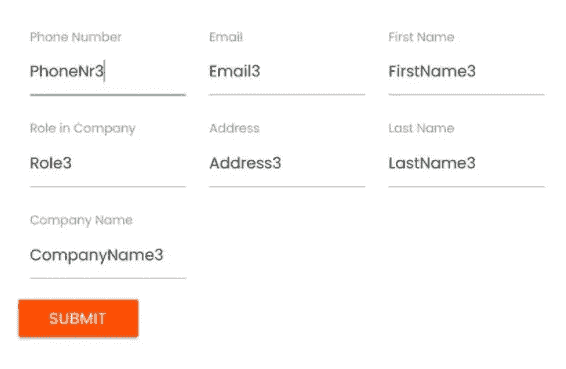 Phone Number
Email
First Name
PhoneNr3
Email3
FirstName3
Role in Company
Address
Last Name
Role3
Address3
LastName3
Company Name
CompanyName3
SUBMIT